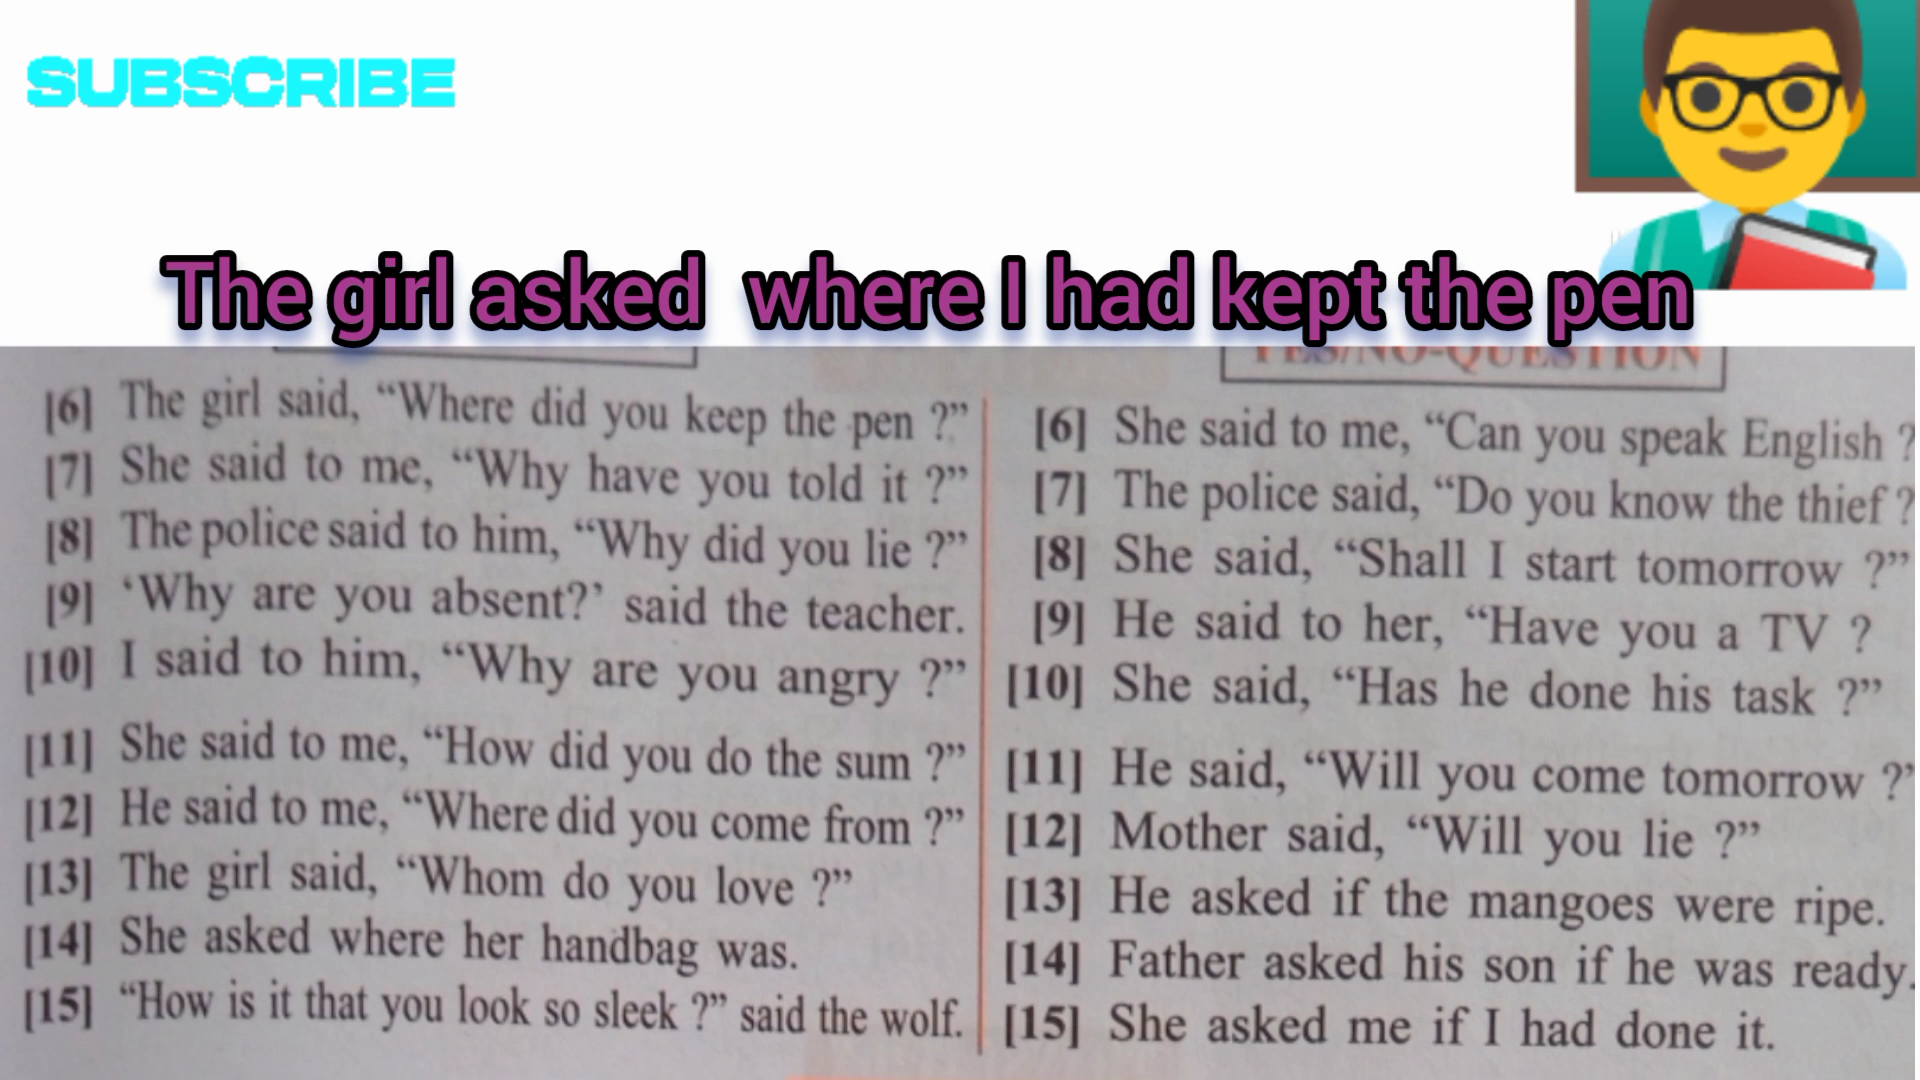 SUBSCRIBE
The girl asked where I had kept the pen
YES/NO-QUESTION
[6] The girl said, “Where did you keep the pen ?”
[7] She said to me, “Why have you told it ?”
[8] The police said to him, “Why did you lie ?”
[9] ‘Why are you absent?’ said the teacher.
[10] I said to him, “Why are you angry ?”
[11] She said to me, “How did you do the sum ?”
[12] He said to me, “Where did you come from ?”
[13] The girl said, “Whom do you love ?”
[14] She asked where her handbag was.
[15] “How is it that you look so sleek ?” said the wolf.
[6] She said to me, “Can you speak English ?
[7] The police said, “Do you know the thief ?
[8] She said, “Shall I start tomorrow ?”
[9] He said to her, “Have you a TV ?
[10] She said, “Has he done his task ?”
[11] He said, “Will you come tomorrow ?”
[12] Mother said, “Will you lie ?”
[13] He asked if the mangoes were ripe.
[14] Father asked his son if he was ready.
[15] She asked me if I had done it.